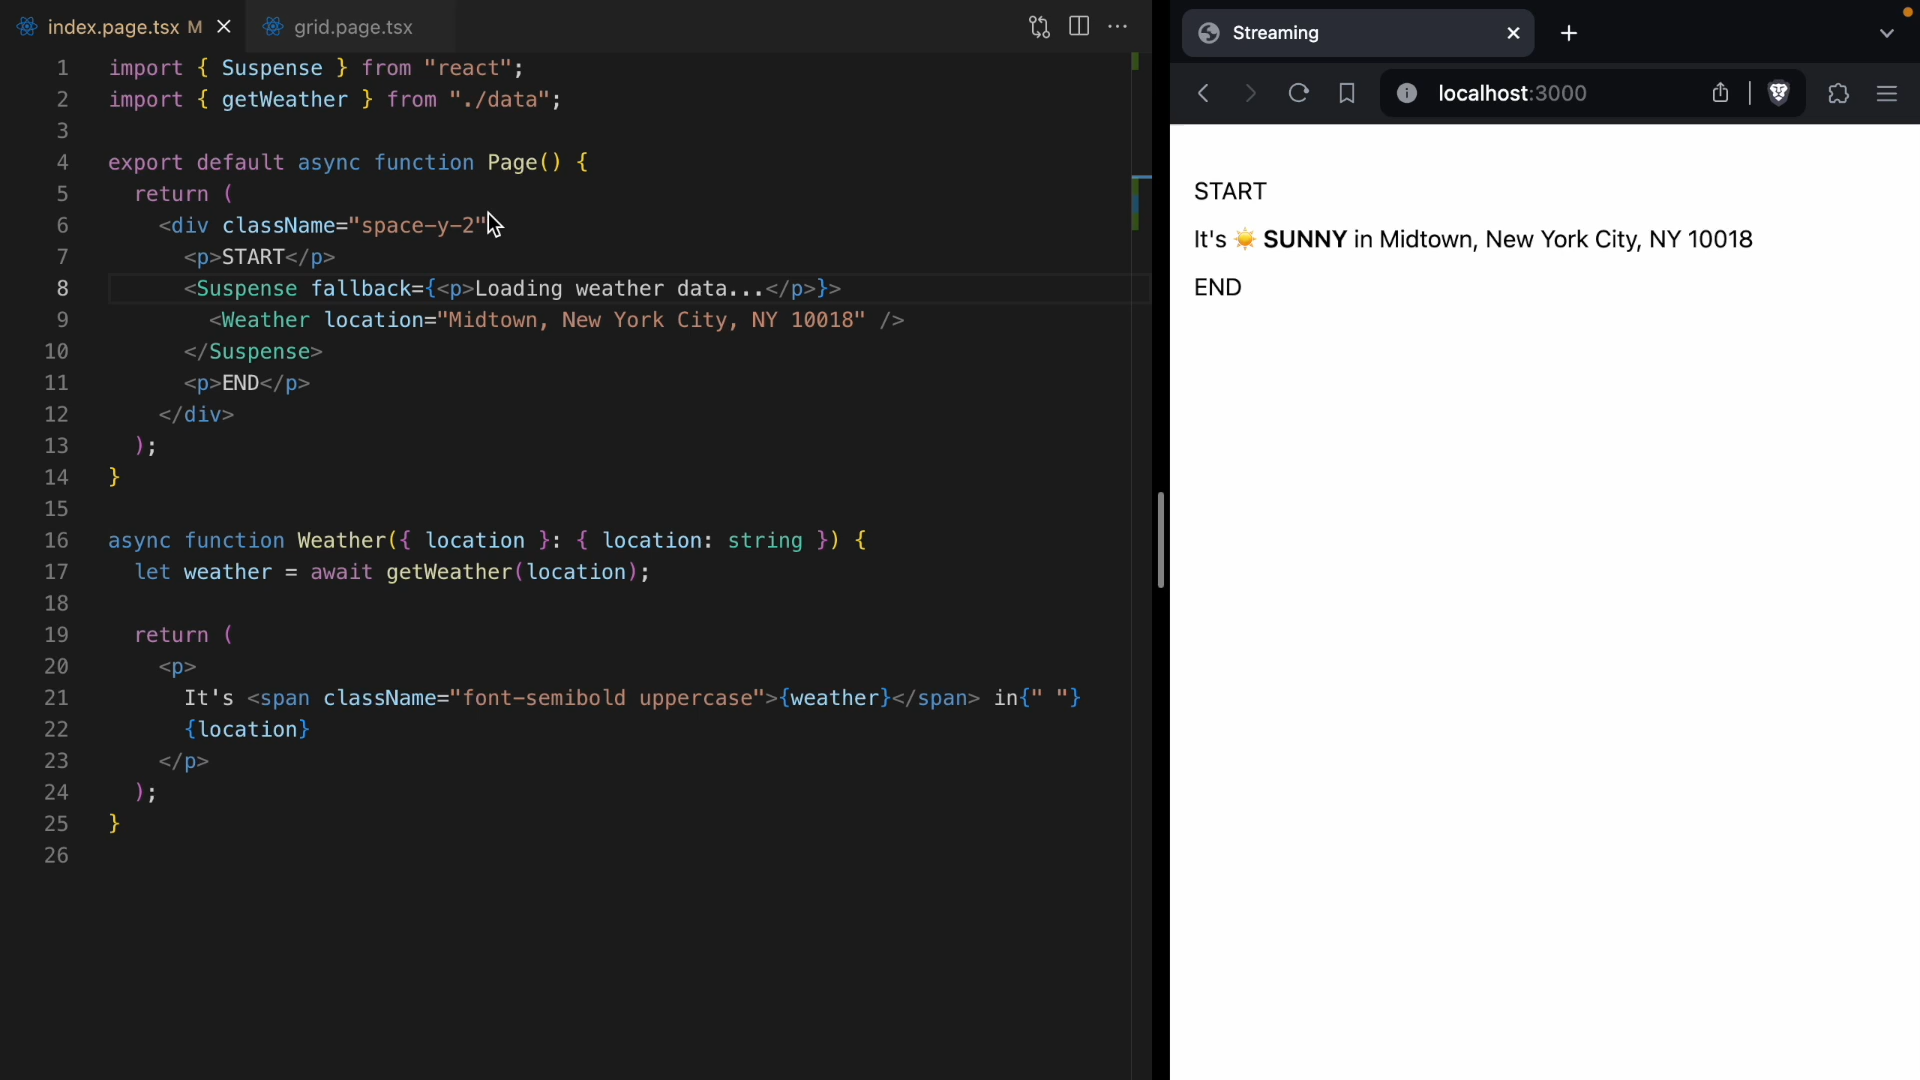 index.page.tsx M
grid.page.tsx
1 import { Suspense } from "react";
2 import { getWeather } from "./data";
3
4 export default async function Page() {
5 return (
6 <div className="space-y-2"
7 <p>START</p>
8 <Suspense fallback={<p>Loading weather data...</p>}>
9 <Weather location="Midtown, New York City, NY 10018" />
10 </Suspense>
11 <p>END</p>
12 </div>
13 );
14 }
15
16 async function Weather({ location }: { location: string }) {
17 let weather = await getWeather(location);
18
19 return (
20 <p>
21 It's <span className="font-semibold uppercase">{weather}</span> in{" "}
22 {location}
23 </p>
24 );
25 }
26
Streaming
localhost:3000
START
It's ☀️ SUNNY in Midtown, New York City, NY 10018
END